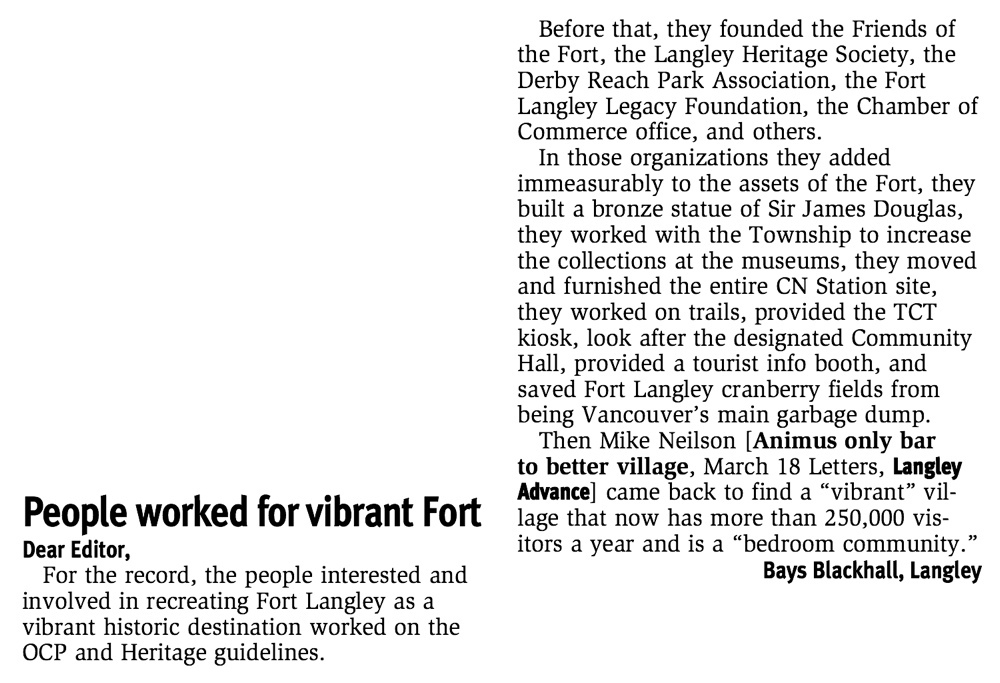 People worked for vibrant Fort
Dear Editor,
For the record, the people interested and
involved in recreating Fort Langley as a
vibrant historic destination worked on the
OCP and Heritage guidelines.
Before that, they founded the Friends of
the Fort, the Langley Heritage Society, the
Derby Reach Park Association, the Fort
Langley Legacy Foundation, the Chamber of
Commerce office, and others.
In those organizations they added
immeasurably to the assets of the Fort, they
built a bronze statue of Sir James Douglas,
they worked with the Township to increase
the collections at the museums, they moved
and furnished the entire CN Station site,
they worked on trails, provided the TCT
kiosk, look after the designated Community
Hall, provided a tourist info booth, and
saved Fort Langley cranberry fields from
being Vancouver’s main garbage dump.
Then Mike Neilson [Animus only bar
to better village, March 18 Letters, Langley
Advance] came back to find a “vibrant” vil-
lage that now has more than 250,000 vis-
itors a year and is a “bedroom community.”
Bays Blackhall, Langley